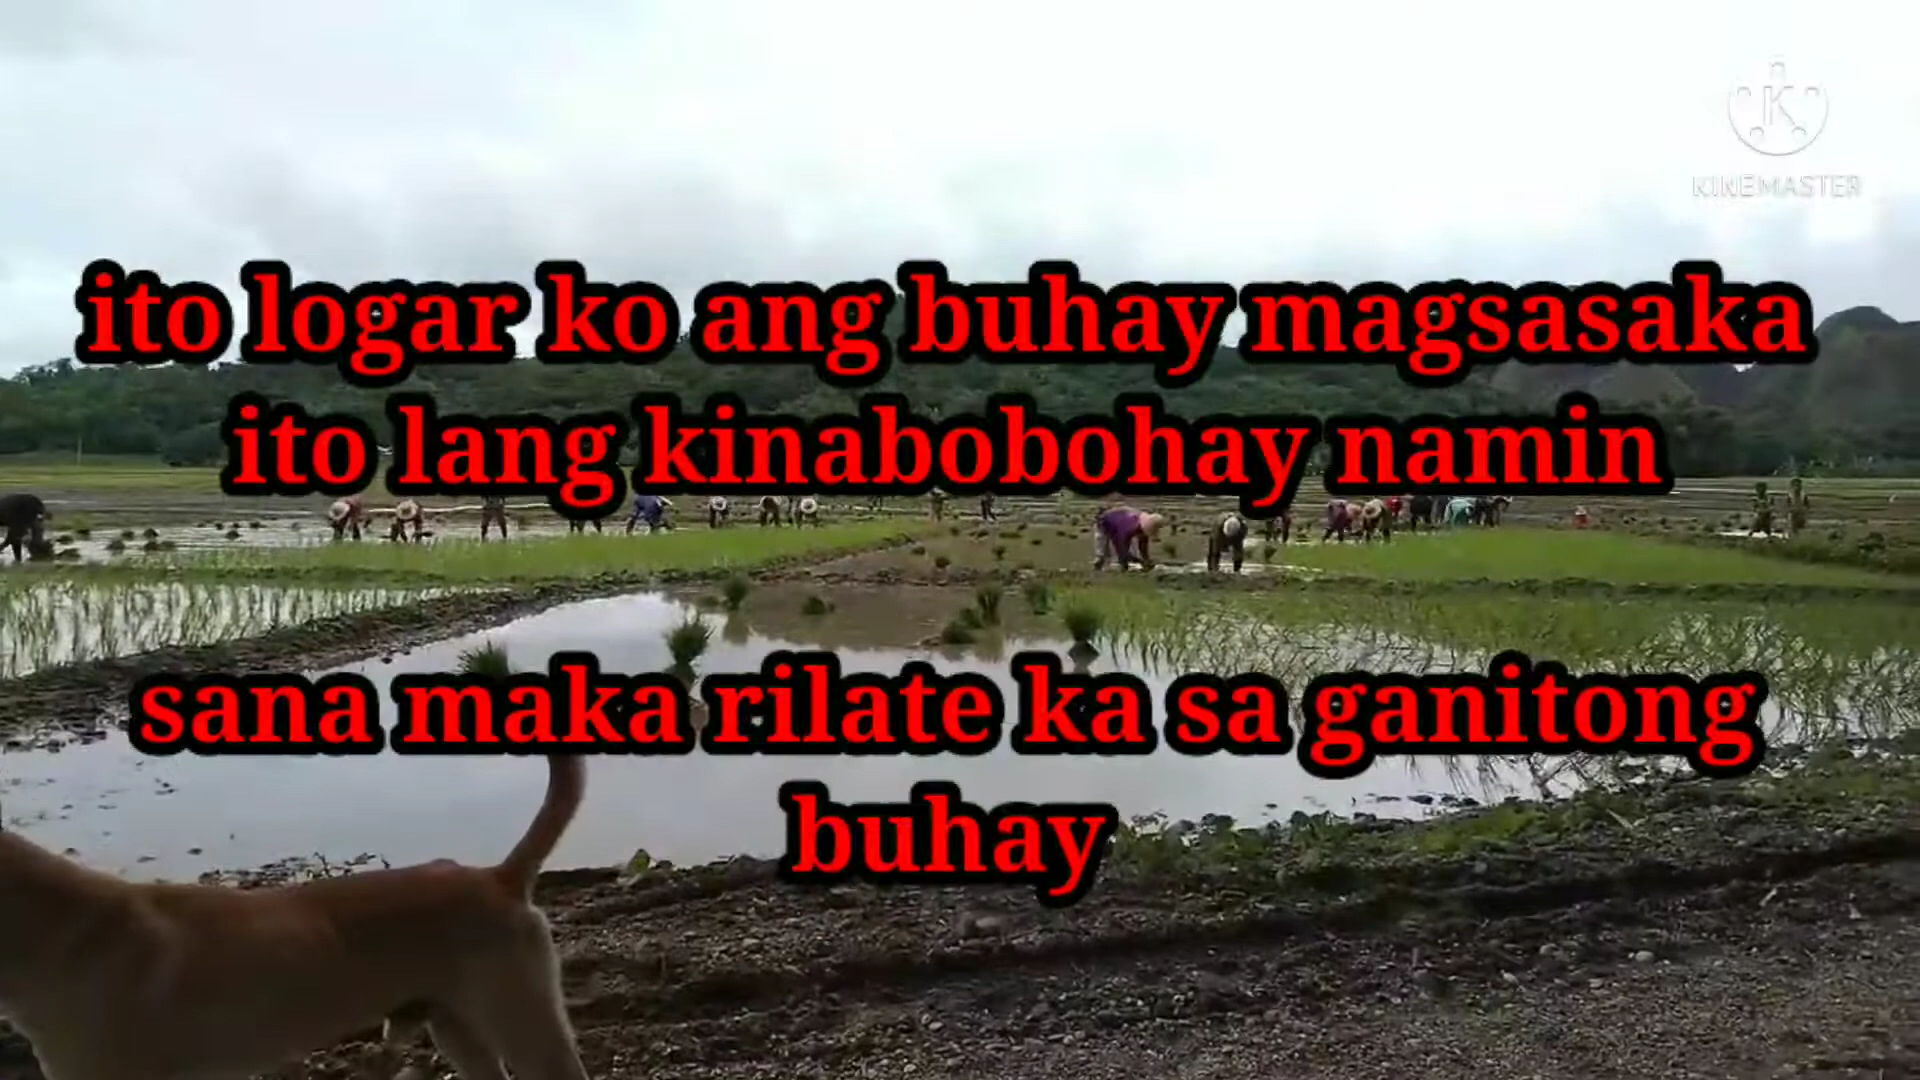 KINEMASTER
ito logar ko ang buhay magsasaka
ito lang kinabobohay namin
sana maka rilate ka sa ganitong
buhay